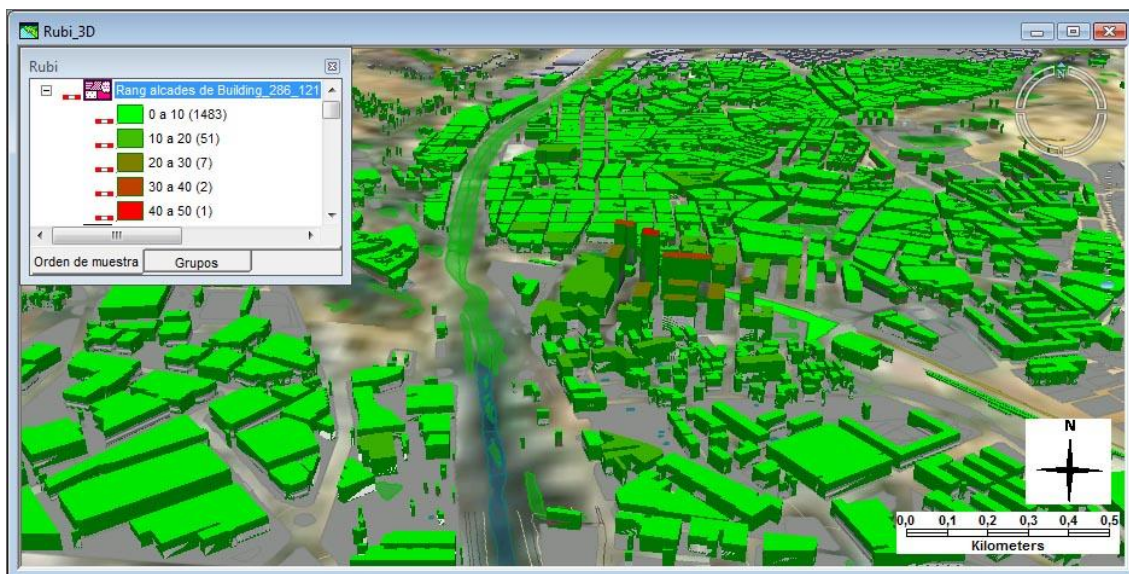 Rubi_3D
Rubi
Rang alcades de Building_286_121
0 a 10 (1483)
10 a 20 (51)
20 a 30 (7)
30 a 40 (2)
40 a 50 (1)
Orden de muestra
Grupos
N
N
0,0 0,1 0,2 0,3 0,4 0,5
Kilometers